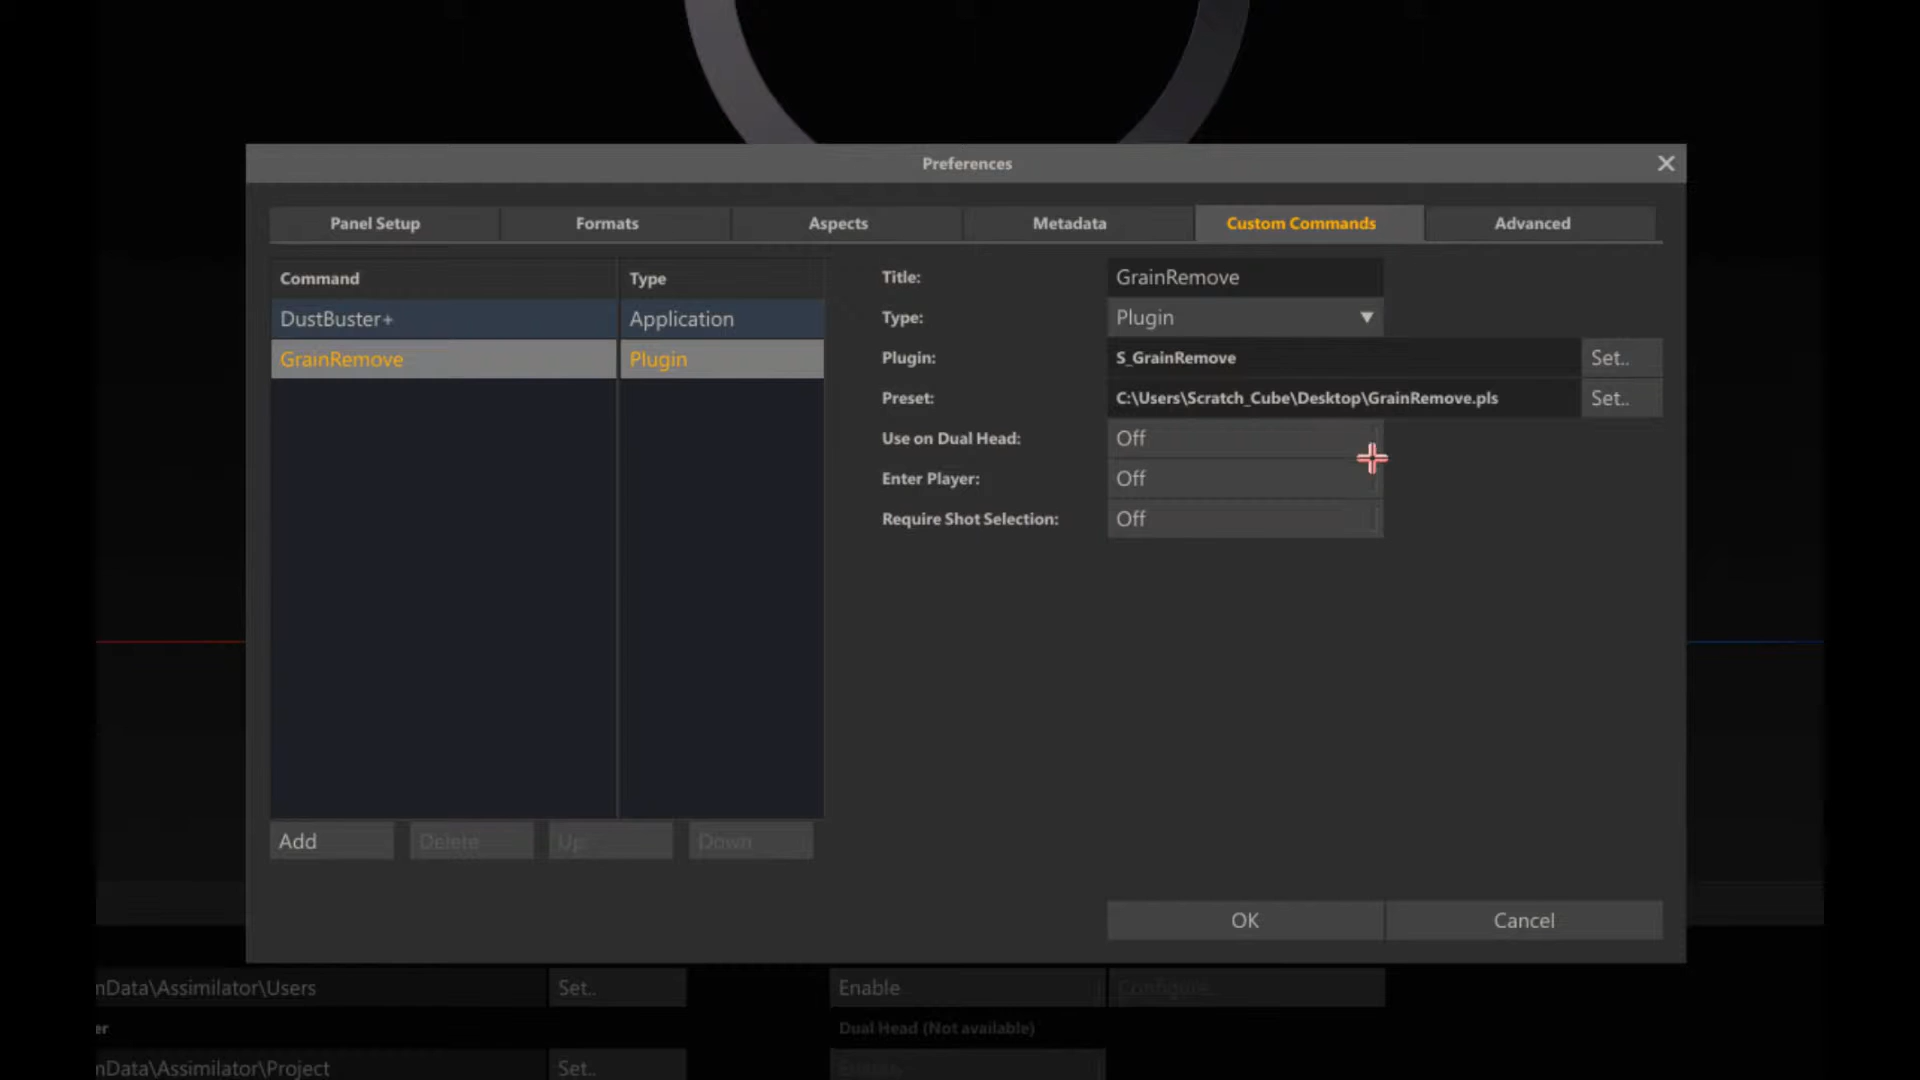 Preferences
Panel Setup Formats Aspects Metadata Custom Commands Advanced
Command Type
DustBuster+ Application
GrainRemove Plugin
Title: GrainRemove
Type: Plugin
Plugin: S_GrainRemove Set..
Preset: C:\Users\Scratch_Cube\Desktop\GrainRemove.pls Set..
Use on Dual Head: Off
Enter Player: Off
Require Shot Selection: Off
Add Delete Up Down
OK Cancel
nData\Assimilator\Users Set.. Enable Configure..
er Dual Head (Not available)
nData\Assimilator\Project Set.. Enable